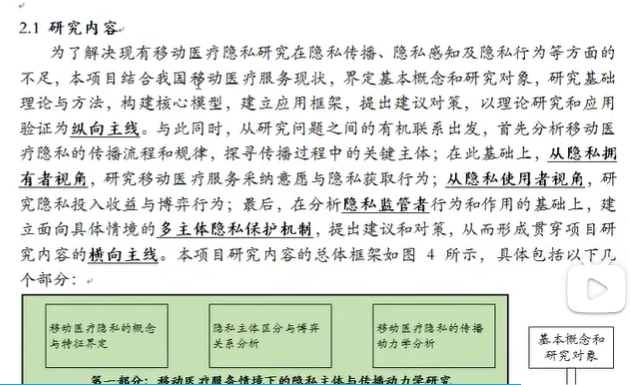 2.1 研究内容
为了解决现有移动医疗隐私研究在隐私传播、隐私感知及隐私行为等方面的
不足，本项目结合我国移动医疗服务现状，界定基本概念和研究对象，研究基础
理论与方法，构建核心模型，建立应用框架，提出建议对策，以理论研究和应用
验证为纵向主线。与此同时，从研究问题之间的有机联系出发，首先分析移动医
疗隐私的传播流程和规律，探寻传播过程中的关键主体；在此基础上，从隐私拥
有者视角，研究移动医疗服务采纳意愿与隐私获取行为；从隐私使用者视角，研
究隐私投入收益与博弈行为；最后，在分析隐私监管者行为和作用的基础上，建
立面向具体情境的多主体隐私保护机制，提出建议和对策，从而形成贯穿项目研
究内容的横向主线。本项目研究内容的总体框架如图 4 所示，具体包括以下几
个部分：
移动医疗隐私的概念
与特征界定
隐私主体区分与博弈
关系分析
移动医疗隐私的传播
动力学分析
基本概念和
研究对象
第一部分：移动医疗服务情境下的隐私主体与传播动力学研究